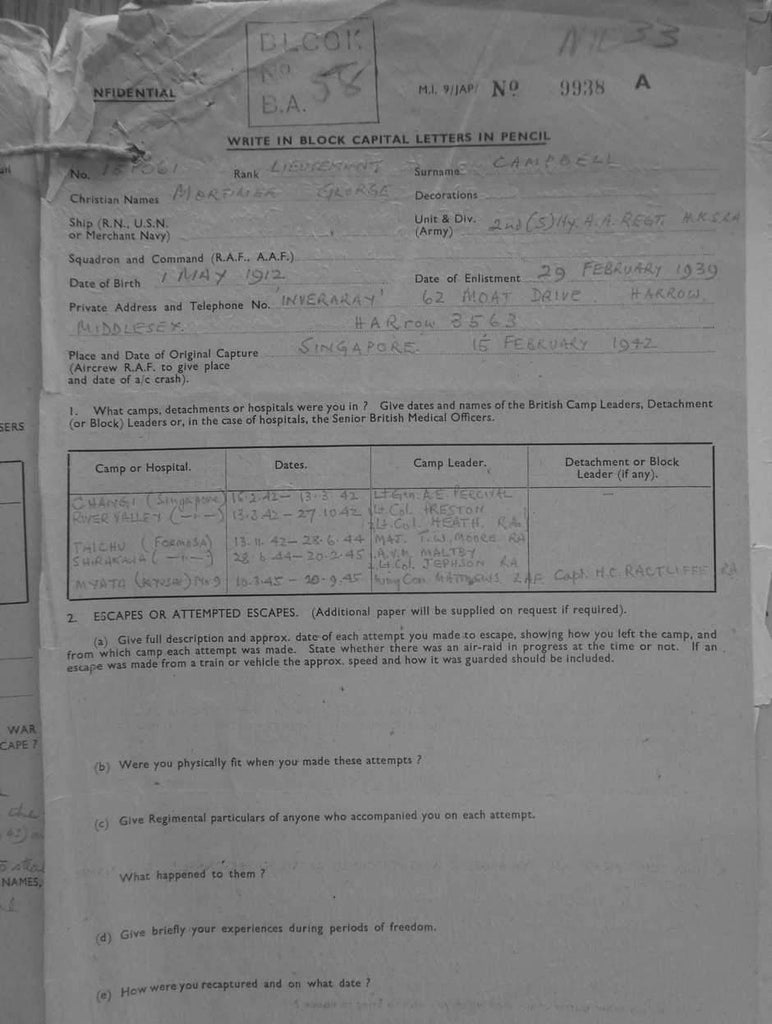 BLOCK
No 58
B.A.
NIL 33
NFIDENTIAL
M.I. 9/JAP/ No 9938 A
WRITE IN BLOCK CAPITAL LETTERS IN PENCIL
No. Rank LIEUTENANT Surname CAMPBELL
Christian Names MORTIMER GEORGE Decorations
Ship (R.N., U.S.N. or Merchant Navy) Unit & Div. (Army) 2nd (S) Hy. A.A. REGT. H.K.S.R.A
Squadron and Command (R.A.F., A.A.F.)
Date of Birth 1 MAY 1912 Date of Enlistment 29 FEBRUARY 1939
Private Address and Telephone No. 'INVERARAY' 62 MOAT DRIVE HARROW,
MIDDLESEX. HARROW 3563
Place and Date of Original Capture SINGAPORE. 15 FEBRUARY 1942
(Aircrew R.A.F. to give place
and date of a/c crash).
1. What camps, detachments or hospitals were you in ? Give dates and names of the British Camp Leaders, Detachment
(or Block) Leaders or, in the case of hospitals, the Senior British Medical Officers.
Camp or Hospital. Dates. Camp Leader. Detachment or Block Leader (if any).
CHANGI (Singapore) 16.2.42 – 13.3.42 Lt Gen. A.E. PERCIVAL —
RIVER VALLEY (-"-) 13.3.42 – 27.10.42 Lt. Col. HRESTON
Lt. Col. HEATH, RA
TAICHU (FORMOSA) 13.11.42 – 28.6.44 MAJ. T.W. MOORE RA
SHIRAKAWA (-"-) 28.6.44 – 20.2.45 A.V.M. MALTBY
Lt. Col. JEPHSON RA
MYATA (KYUSHU) No 9 10.3.45 – 20.9.45 Wing Con. MATTHEWS RAF Capt. H.C. RACTLIFFE RA
2. ESCAPES OR ATTEMPTED ESCAPES. (Additional paper will be supplied on request if required).
(a) Give full description and approx. date of each attempt you made to escape, showing how you left the camp, and
from which camp each attempt was made. State whether there was an air-raid in progress at the time or not. If an
escape was made from a train or vehicle the approx. speed and how it was guarded should be included.
(b) Were you physically fit when you made these attempts ?
(c) Give Regimental particulars of anyone who accompanied you on each attempt.
What happened to them ?
(d) Give briefly your experiences during periods of freedom.
(e) How were you recaptured and on what date ?
SERS
WAR
CAPE ?
the
NAMES,